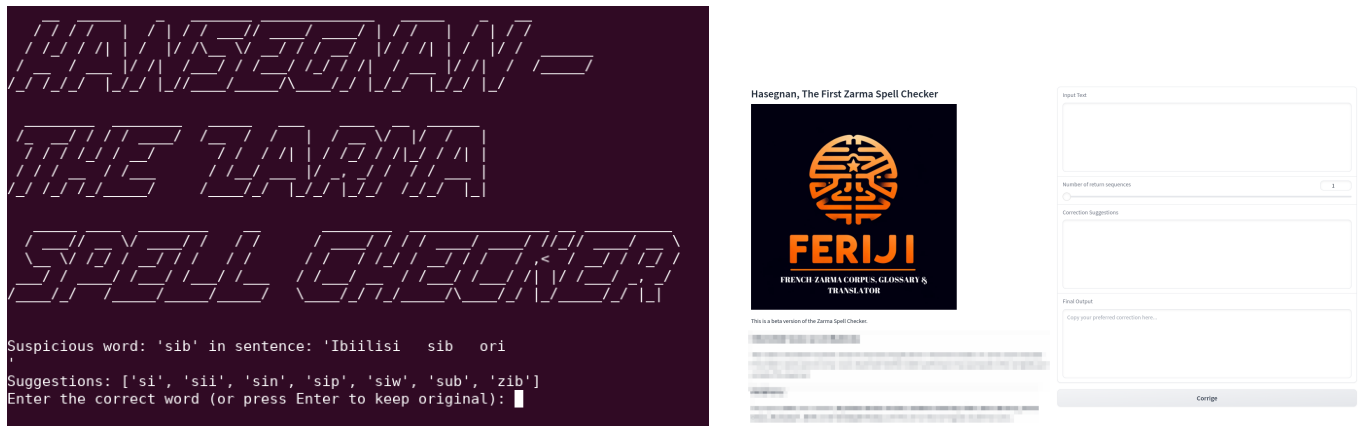 HANSEGNAN -
THE ZARMA
SPELL CHECKER
Suspicious word: 'sib' in sentence: 'Ibiilisi   sib   ori
'
Suggestions: ['si', 'sii', 'sin', 'sip', 'siw', 'sub', 'zib']
Enter the correct word (or press Enter to keep original):
Hasegnan, The First Zarma Spell Checker
FERIJI
FRENCH-ZARMA CORPUS, GLOSSARY &
TRANSLATOR
This is a beta version of the Zarma Spell Checker.
Input Text
Number of return sequences
1
Correction Suggestions
Final Output
Copy your preferred correction here...
Corrige